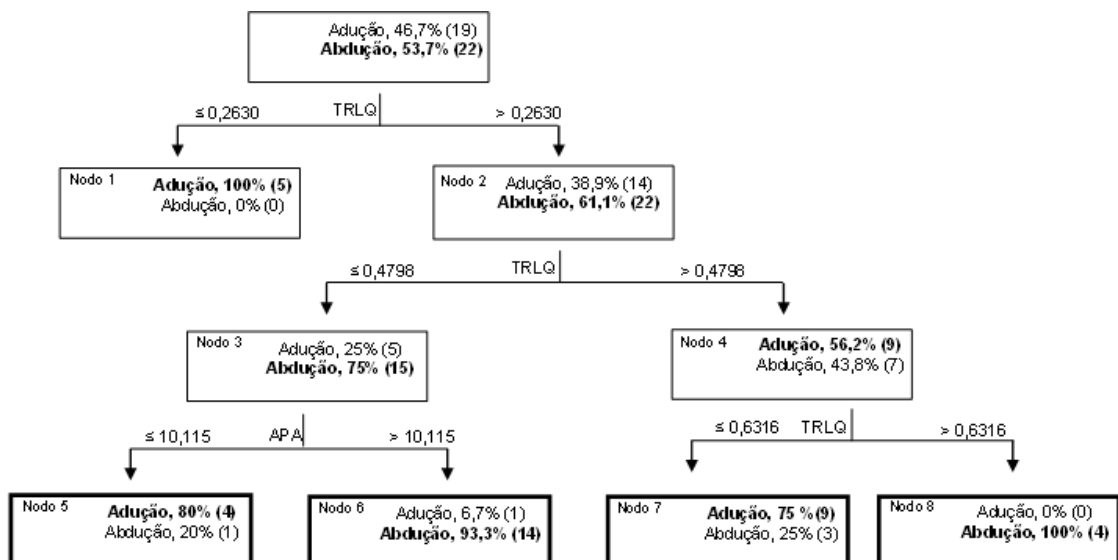 Adução, 46,7% (19)
Abdução, 53,7% (22)
≤ 0,2630 TRLQ > 0,2630
Nodo 1 Adução, 100% (5)
Abdução, 0% (0)
Nodo 2 Adução, 38,9% (14)
Abdução, 61,1% (22)
≤ 0,4798 TRLQ > 0,4798
Nodo 3 Adução, 25% (5)
Abdução, 75% (15)
Nodo 4 Adução, 56,2% (9)
Abdução, 43,8% (7)
≤ 10,115 APA > 10,115
≤ 0,6316 TRLQ > 0,6316
Nodo 5 Adução, 80% (4)
Abdução, 20% (1)
Nodo 6 Adução, 6,7% (1)
Abdução, 93,3% (14)
Nodo 7 Adução, 75 % (9)
Abdução, 25% (3)
Nodo 8 Adução, 0% (0)
Abdução, 100% (4)